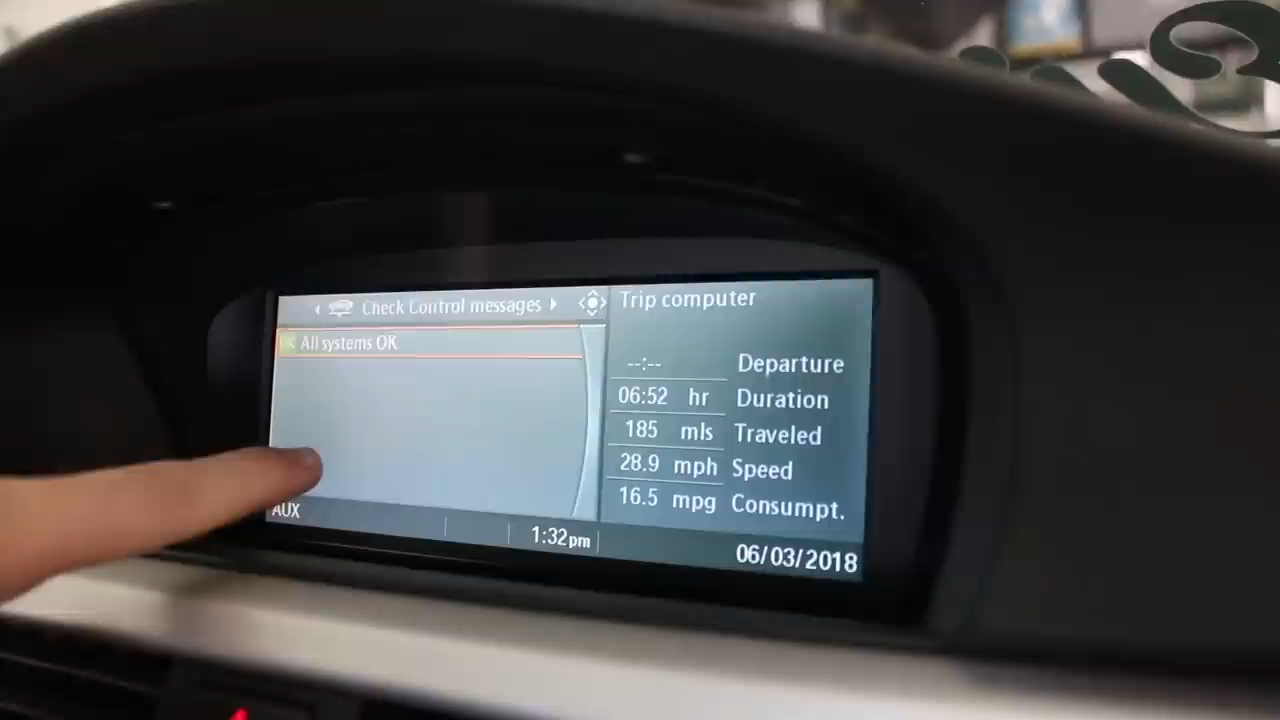 Check Control messages
OK All systems OK
Trip computer
--:-- Departure
06:52 hr Duration
185 mls Traveled
28.9 mph Speed
16.5 mpg Consumpt.
AUX
1:32pm
06/03/2018